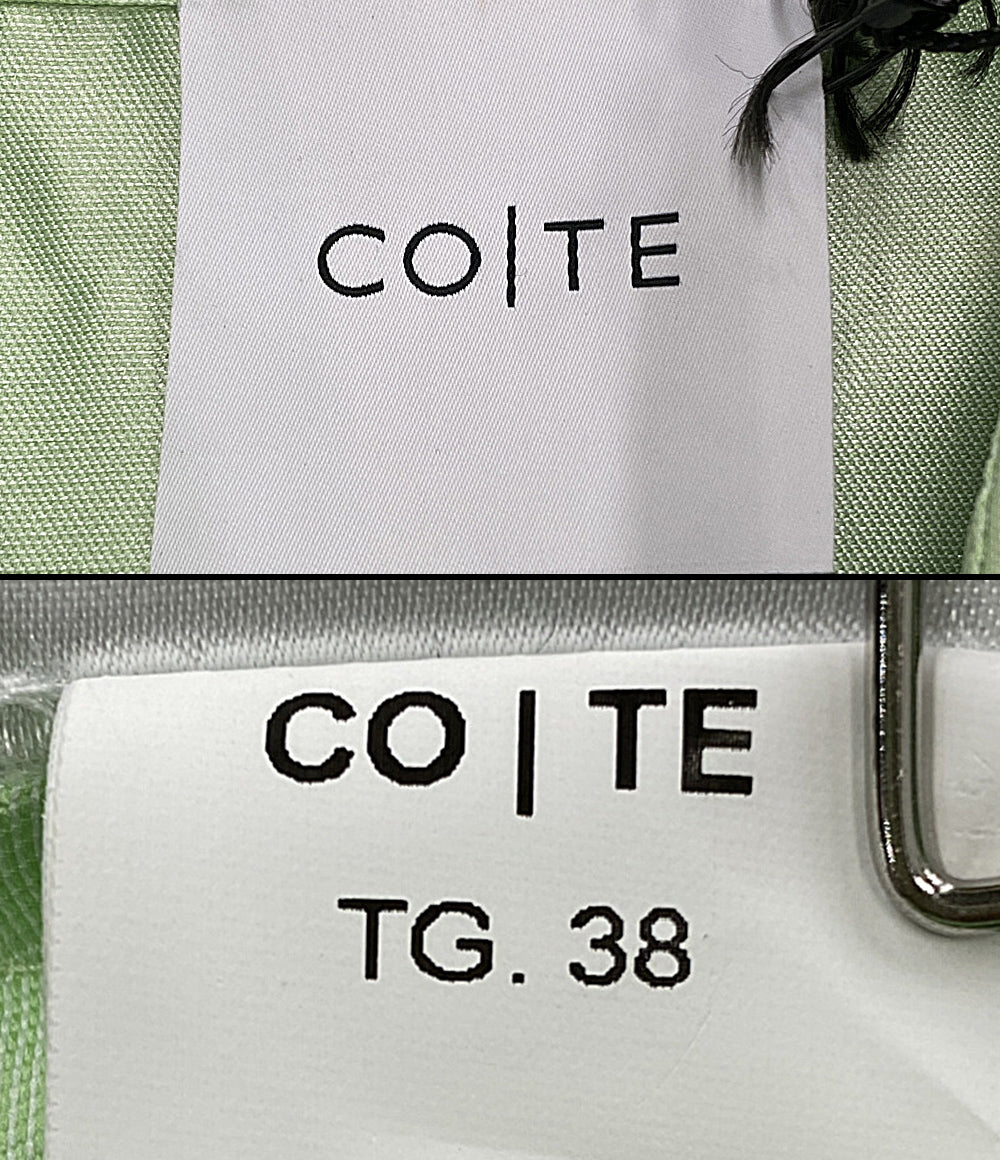 CO|TE
CO | TE
TG. 38